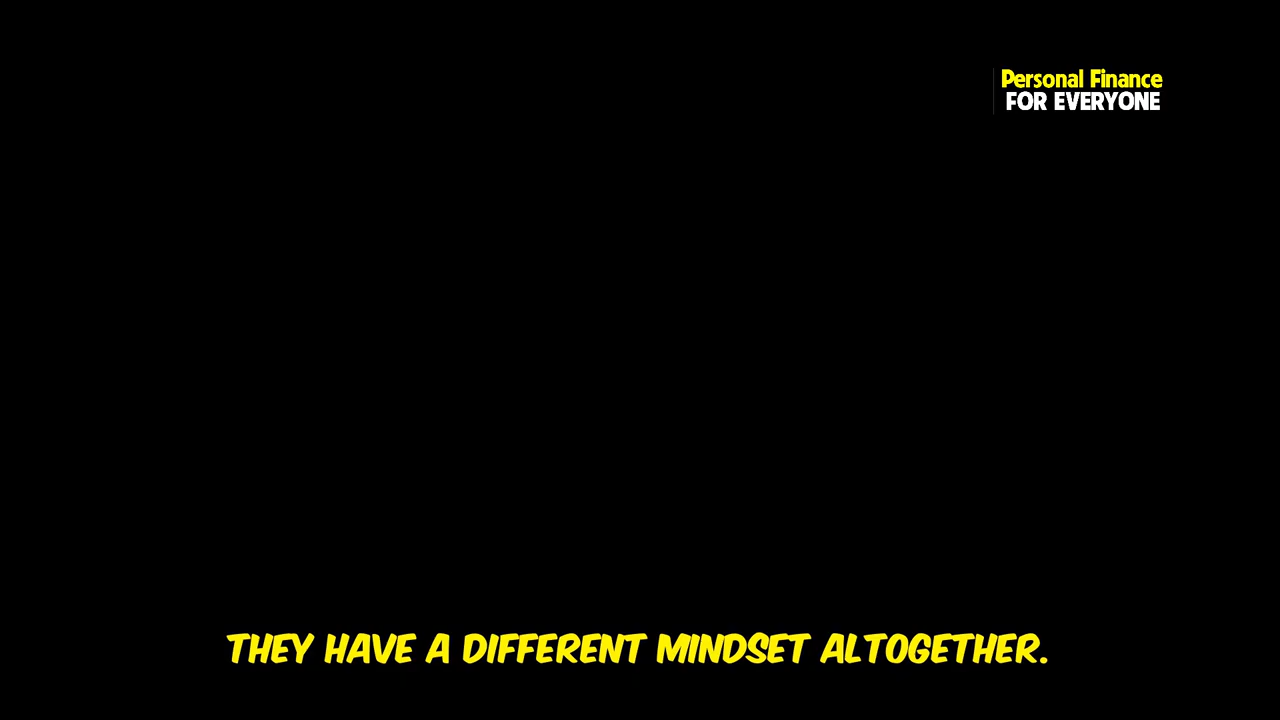 Personal Finance
FOR EVERYONE
THEY HAVE A DIFFERENT MINDSET ALTOGETHER.